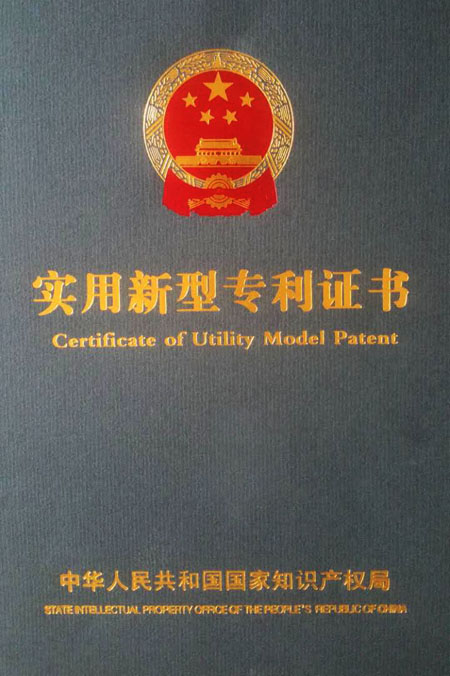 实用新型专利证书
Certificate of Utility Model Patent
中华人民共和国国家知识产权局
STATE INTELLECTUAL PROPERTY OFFICE OF THE PEOPLE'S REPUBLIC OF CHINA